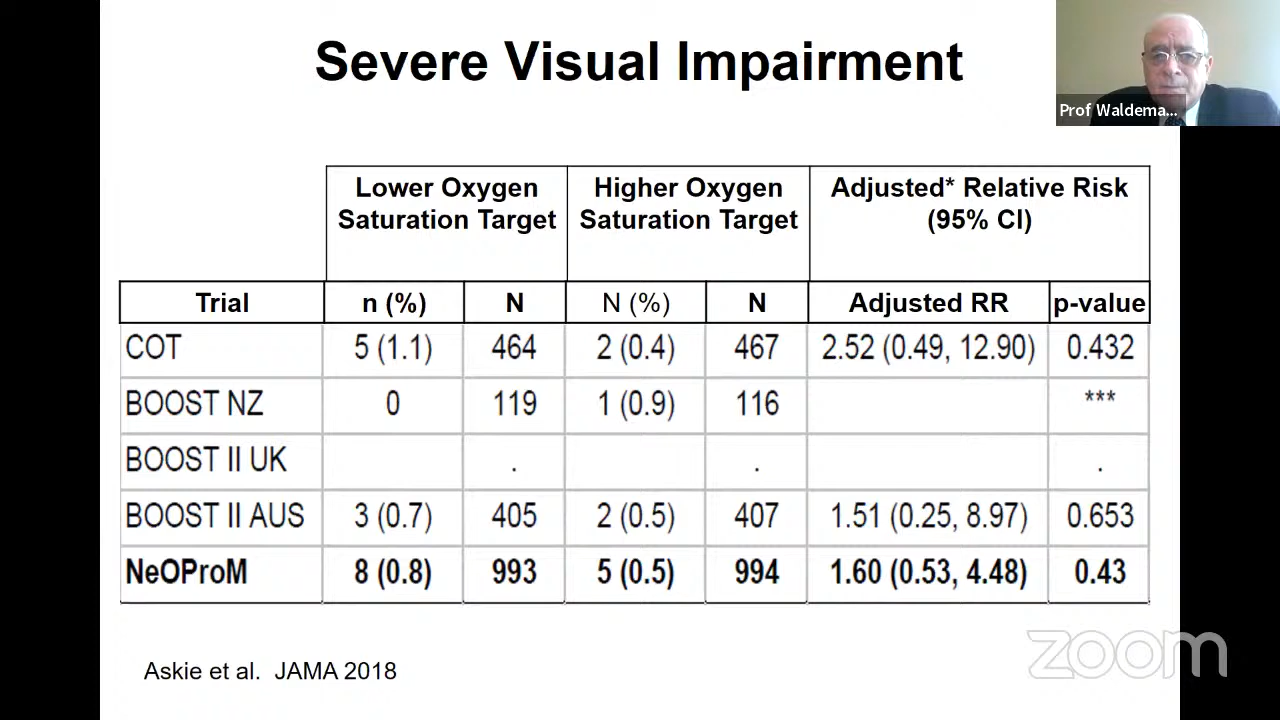 Severe Visual Impairment
Prof Waldema...
Lower Oxygen Saturation Target Higher Oxygen Saturation Target Adjusted* Relative Risk (95% CI)
Trial n (%) N N (%) N Adjusted RR p-value
COT 5 (1.1) 464 2 (0.4) 467 2.52 (0.49, 12.90) 0.432
BOOST NZ 0 119 1 (0.9) 116 ***
BOOST II UK . . .
BOOST II AUS 3 (0.7) 405 2 (0.5) 407 1.51 (0.25, 8.97) 0.653
NeOProM 8 (0.8) 993 5 (0.5) 994 1.60 (0.53, 4.48) 0.43
zoom
Askie et al. JAMA 2018